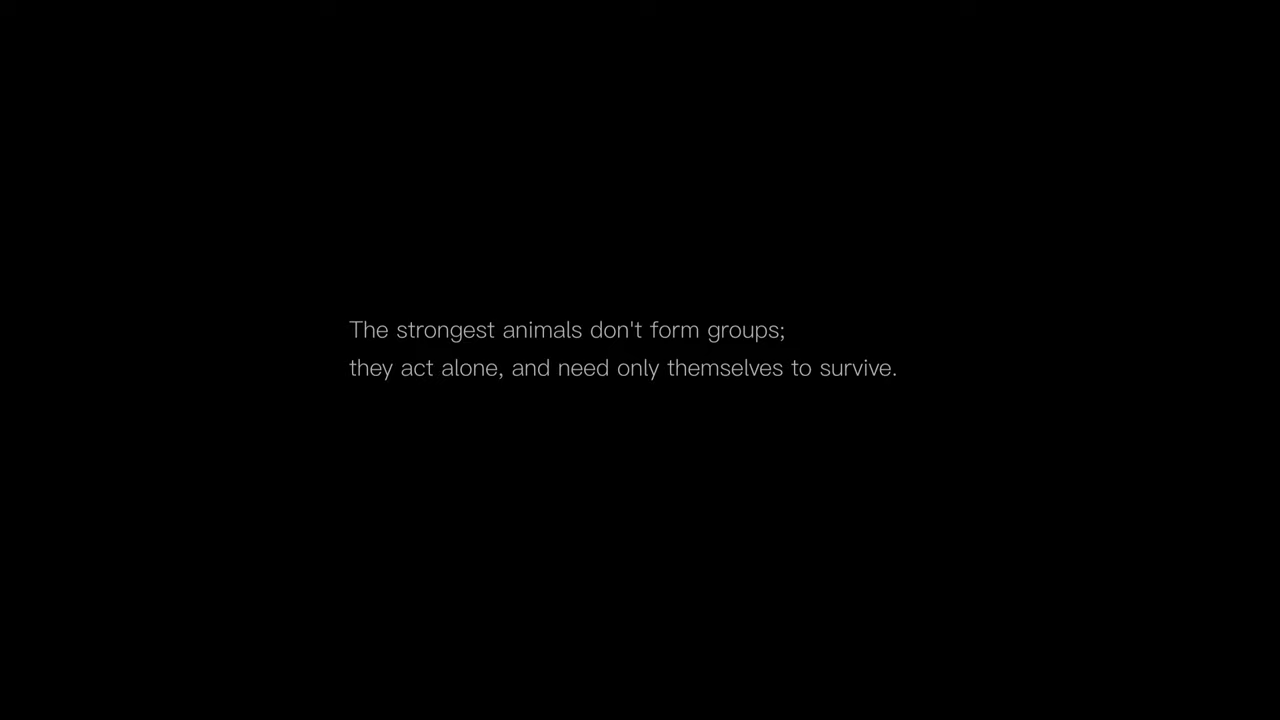 The strongest animals don't form groups;
they act alone, and need only themselves to survive.